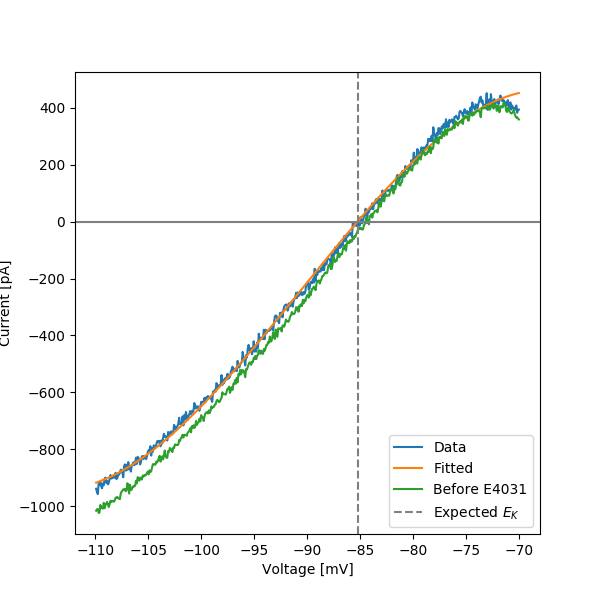 400
200
0
−200
−400
−600
−800
−1000
Current [pA]
Data
Fitted
Before E4031
Expected E_K
−110 −105 −100 −95 −90 −85 −80 −75 −70
Voltage [mV]